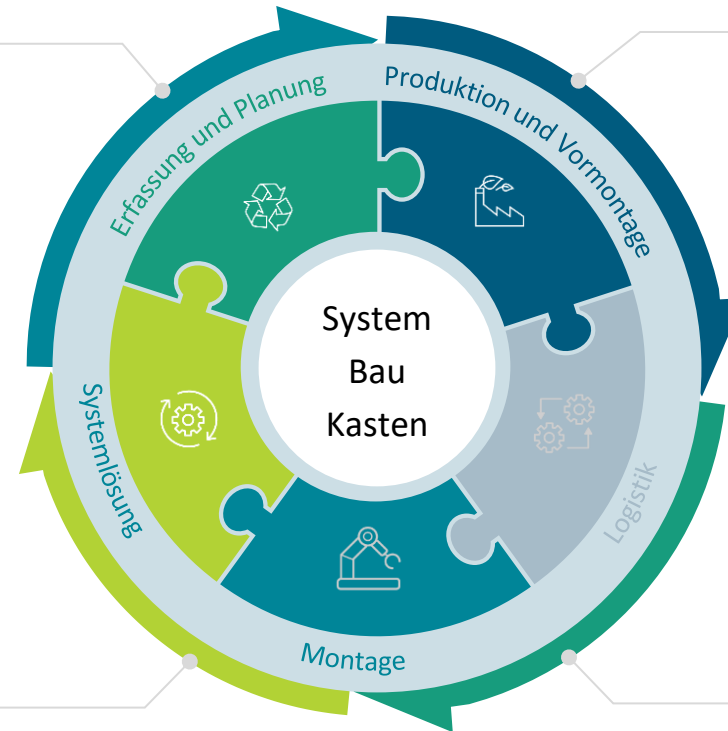 Erfassung und Planung
Produktion und Vormontage
System
Bau
Kasten
Systemlösung
Logistik
Montage